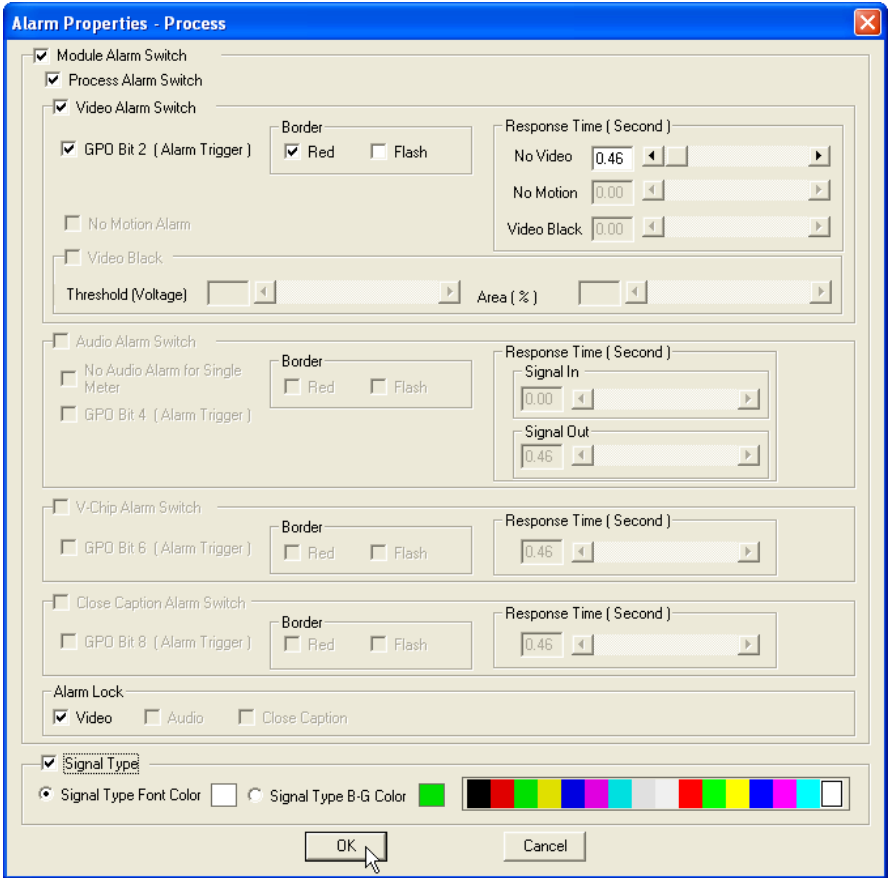 Alarm Properties - Process
Module Alarm Switch
Process Alarm Switch
Video Alarm Switch
GPO Bit 2 ( Alarm Trigger )
Border
Red
Flash
Response Time ( Second )
No Video 0.46
No Motion 0.00
Video Black 0.00
No Motion Alarm
Video Black
Threshold (Voltage)
Area ( % )
Audio Alarm Switch
No Audio Alarm for Single
Meter
GPO Bit 4 ( Alarm Trigger )
Border
Red
Flash
Response Time ( Second )
Signal In
0.00
Signal Out
0.46
V-Chip Alarm Switch
GPO Bit 6 ( Alarm Trigger )
Border
Red
Flash
Response Time ( Second )
0.46
Close Caption Alarm Switch
GPO Bit 8 ( Alarm Trigger )
Border
Red
Flash
Response Time ( Second )
0.46
Alarm Lock
Video
Audio
Close Caption
Signal Type
Signal Type Font Color
Signal Type B-G Color
OK
Cancel